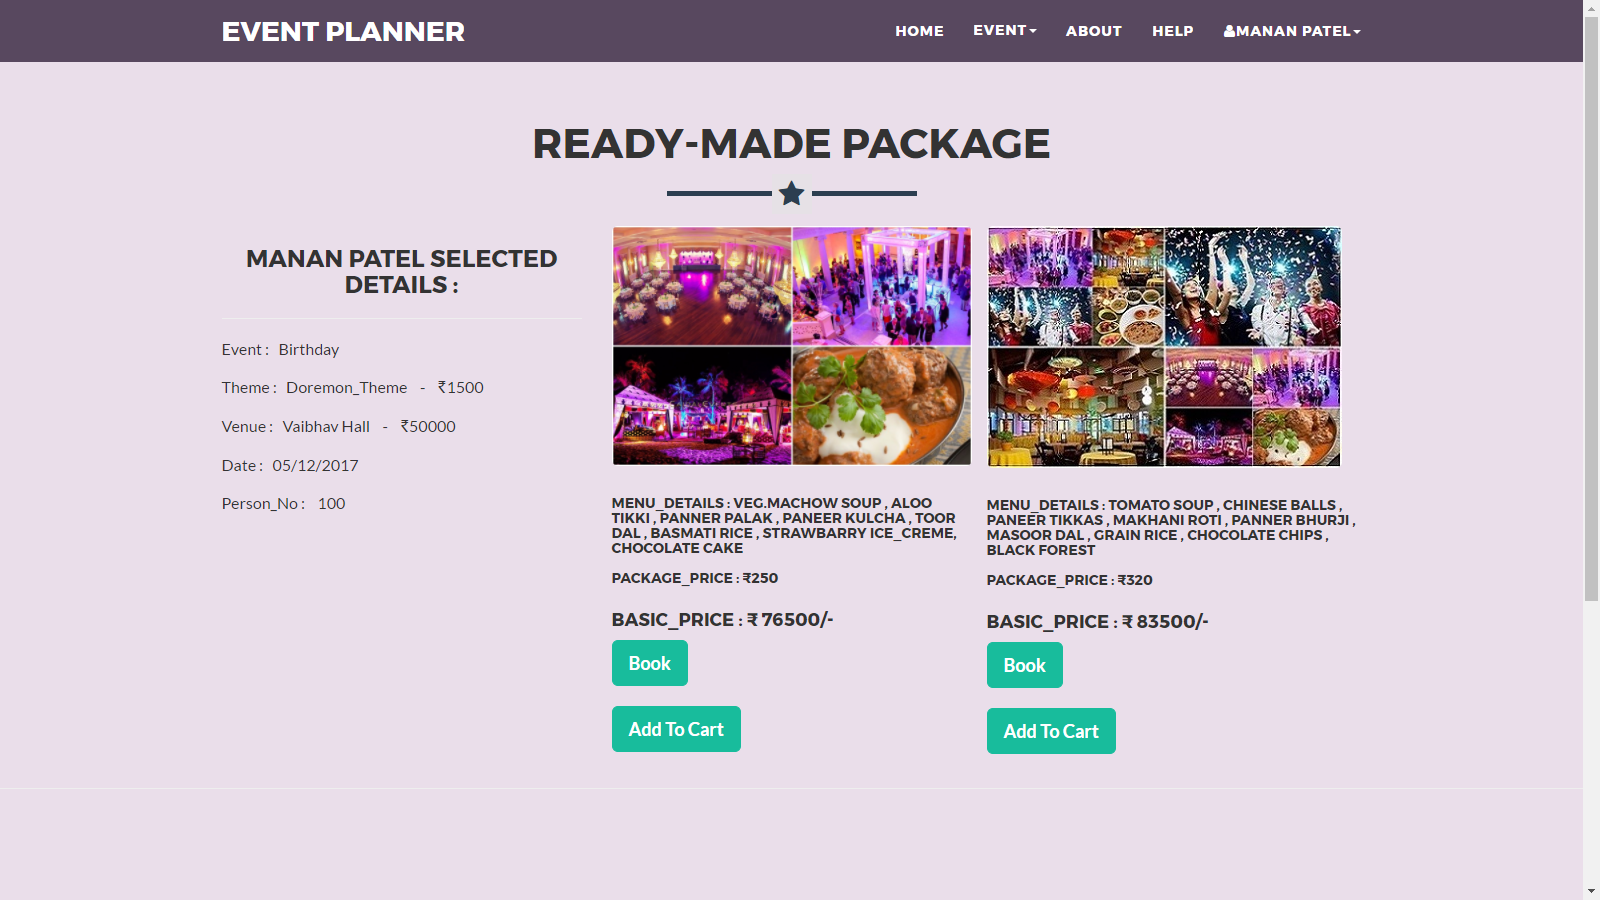 EVENT PLANNER
HOME EVENT ABOUT HELP MANAN PATEL
READY-MADE PACKAGE
MANAN PATEL SELECTED
DETAILS :
Event : Birthday
Theme : Doremon_Theme - ₹1500
Venue : Vaibhav Hall - ₹50000
Date : 05/12/2017
Person_No : 100
MENU_DETAILS : VEG.MACHOW SOUP , ALOO
TIKKI , PANNER PALAK , PANEER KULCHA , TOOR
DAL , BASMATI RICE , STRAWBARRY ICE_CREME,
CHOCOLATE CAKE
PACKAGE_PRICE : ₹250
BASIC_PRICE : ₹ 76500/-
Book
Add To Cart
MENU_DETAILS : TOMATO SOUP , CHINESE BALLS ,
PANEER TIKKAS , MAKHANI ROTI , PANNER BHURJI ,
MASOOR DAL , GRAIN RICE , CHOCOLATE CHIPS ,
BLACK FOREST
PACKAGE_PRICE : ₹320
BASIC_PRICE : ₹ 83500/-
Book
Add To Cart